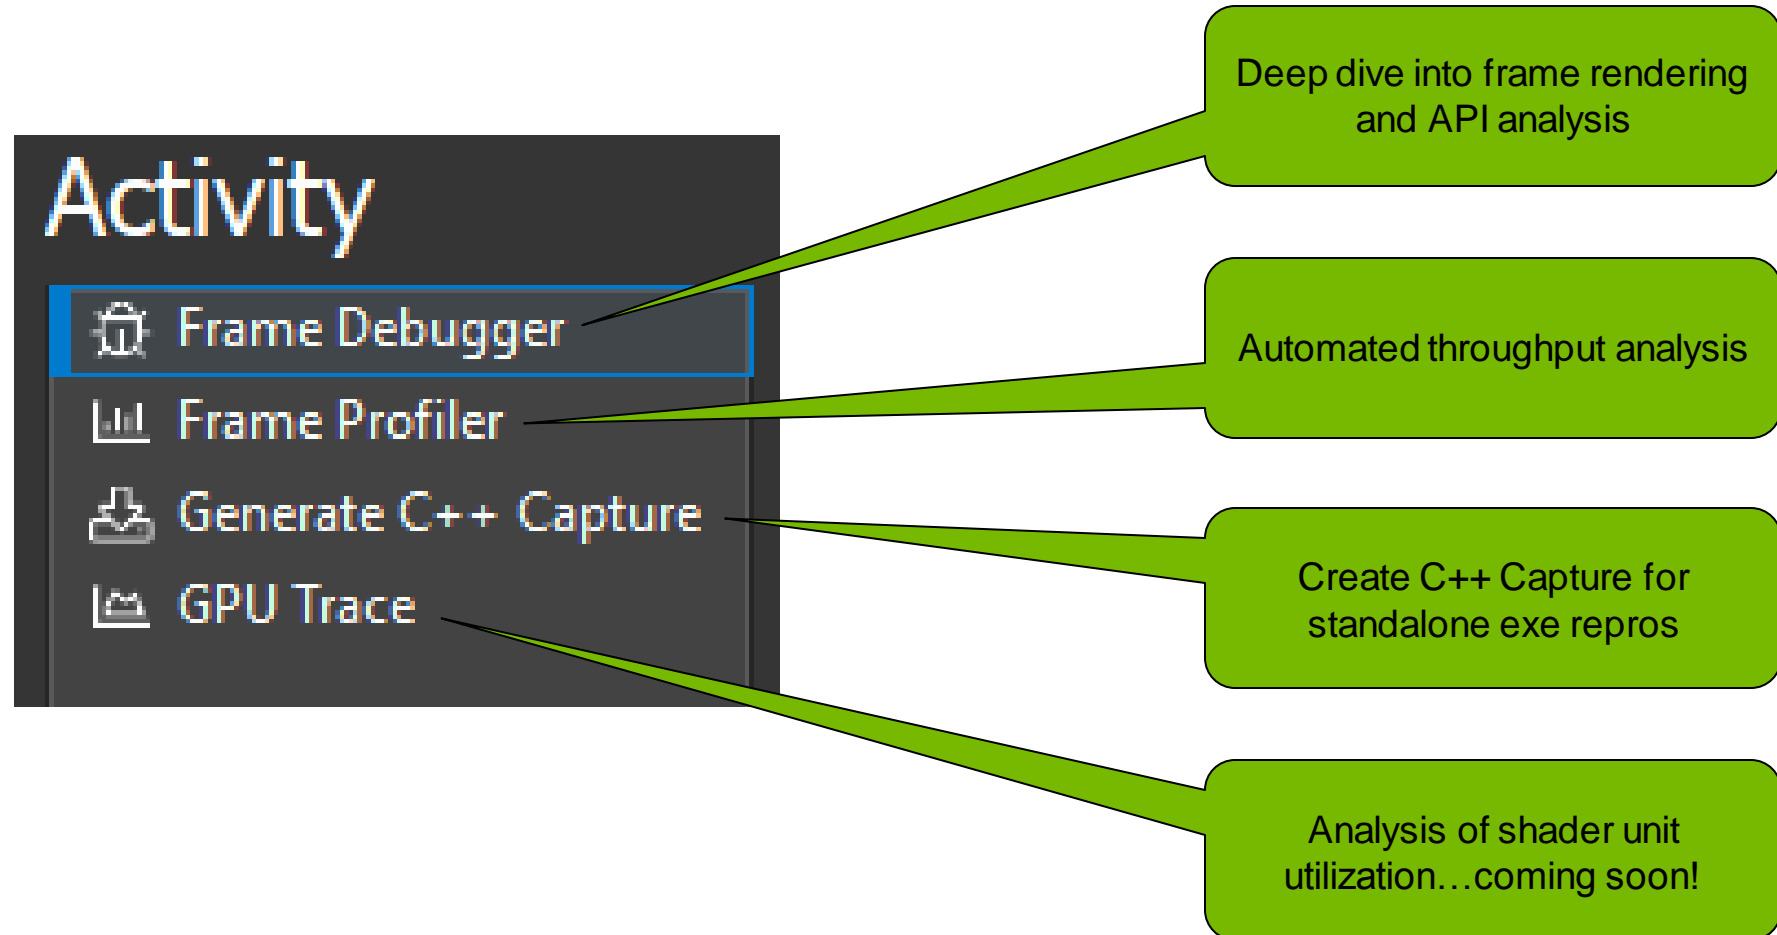 Activity
Frame Debugger
Frame Profiler
Generate C++ Capture
GPU Trace
Deep dive into frame rendering
and API analysis
Automated throughput analysis
Create C++ Capture for
standalone exe repros
Analysis of shader unit
utilization…coming soon!